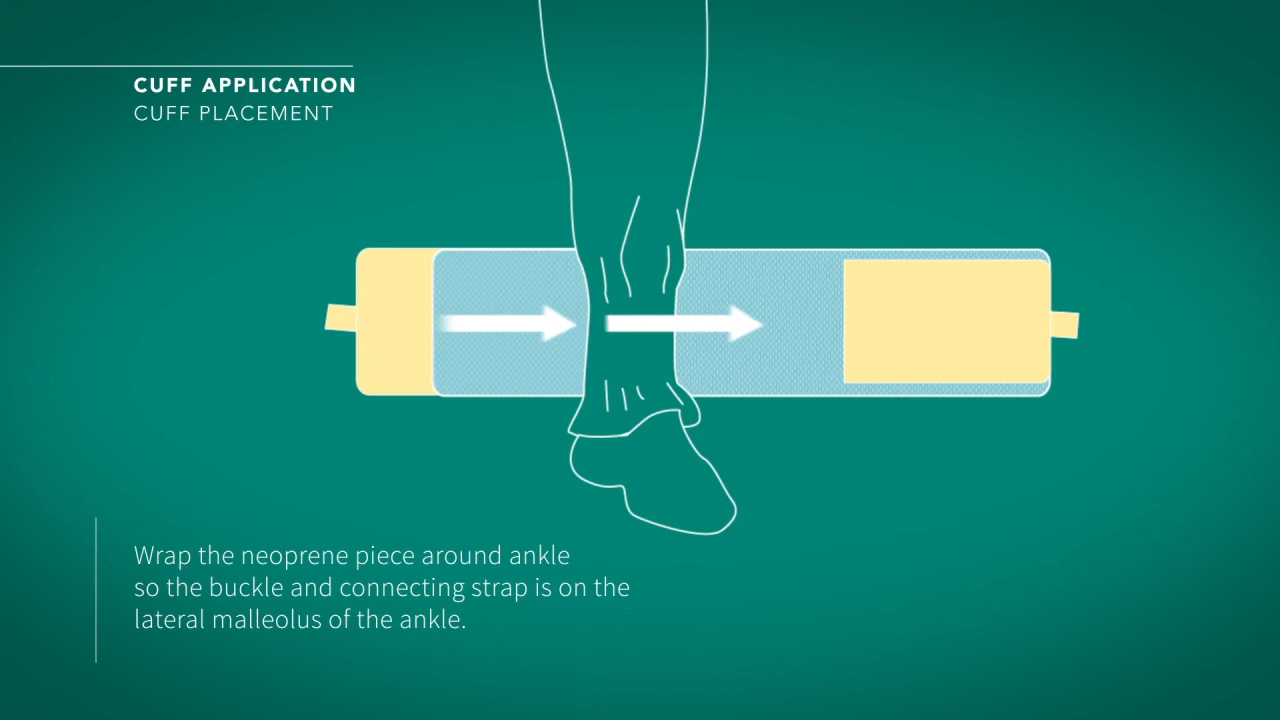 CUFF APPLICATION
CUFF PLACEMENT
Wrap the neoprene piece around ankle
so the buckle and connecting strap is on the
lateral malleolus of the ankle.